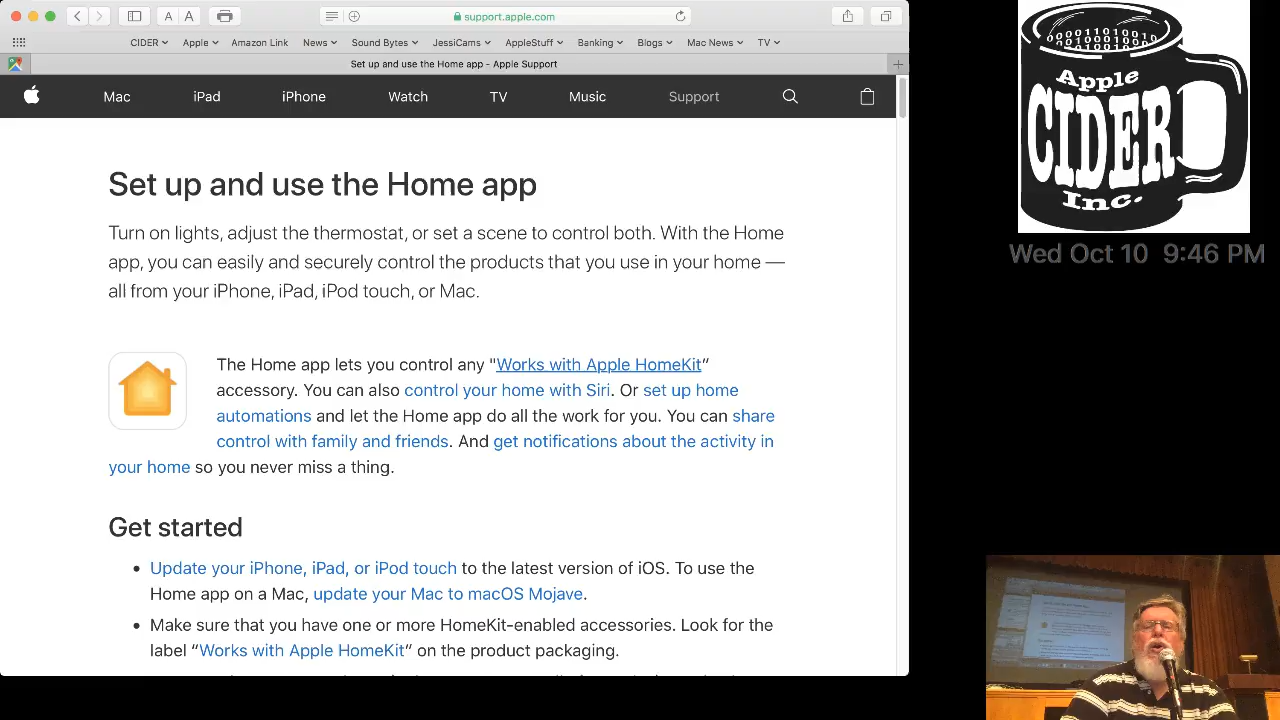 A A
support.apple.com
CIDER Apple Amazon Link News Sound Bytes JessiCams AppleStuff Banking Blogs Mac News TV
Set up and use the Home app - Apple Support
Mac iPad iPhone Watch TV Music Support
Set up and use the Home app
Turn on lights, adjust the thermostat, or set a scene to control both. With the Home
app, you can easily and securely control the products that you use in your home —
all from your iPhone, iPad, iPod touch, or Mac.
The Home app lets you control any "Works with Apple HomeKit"
accessory. You can also control your home with Siri. Or set up home
automations and let the Home app do all the work for you. You can share
control with family and friends. And get notifications about the activity in
your home so you never miss a thing.
Get started
• Update your iPhone, iPad, or iPod touch to the latest version of iOS. To use the
Home app on a Mac, update your Mac to macOS Mojave.
• Make sure that you have one or more HomeKit-enabled accessories. Look for the
label “Works with Apple HomeKit” on the product packaging.
Apple
CIDER
Inc.
Wed Oct 10 9:46 PM